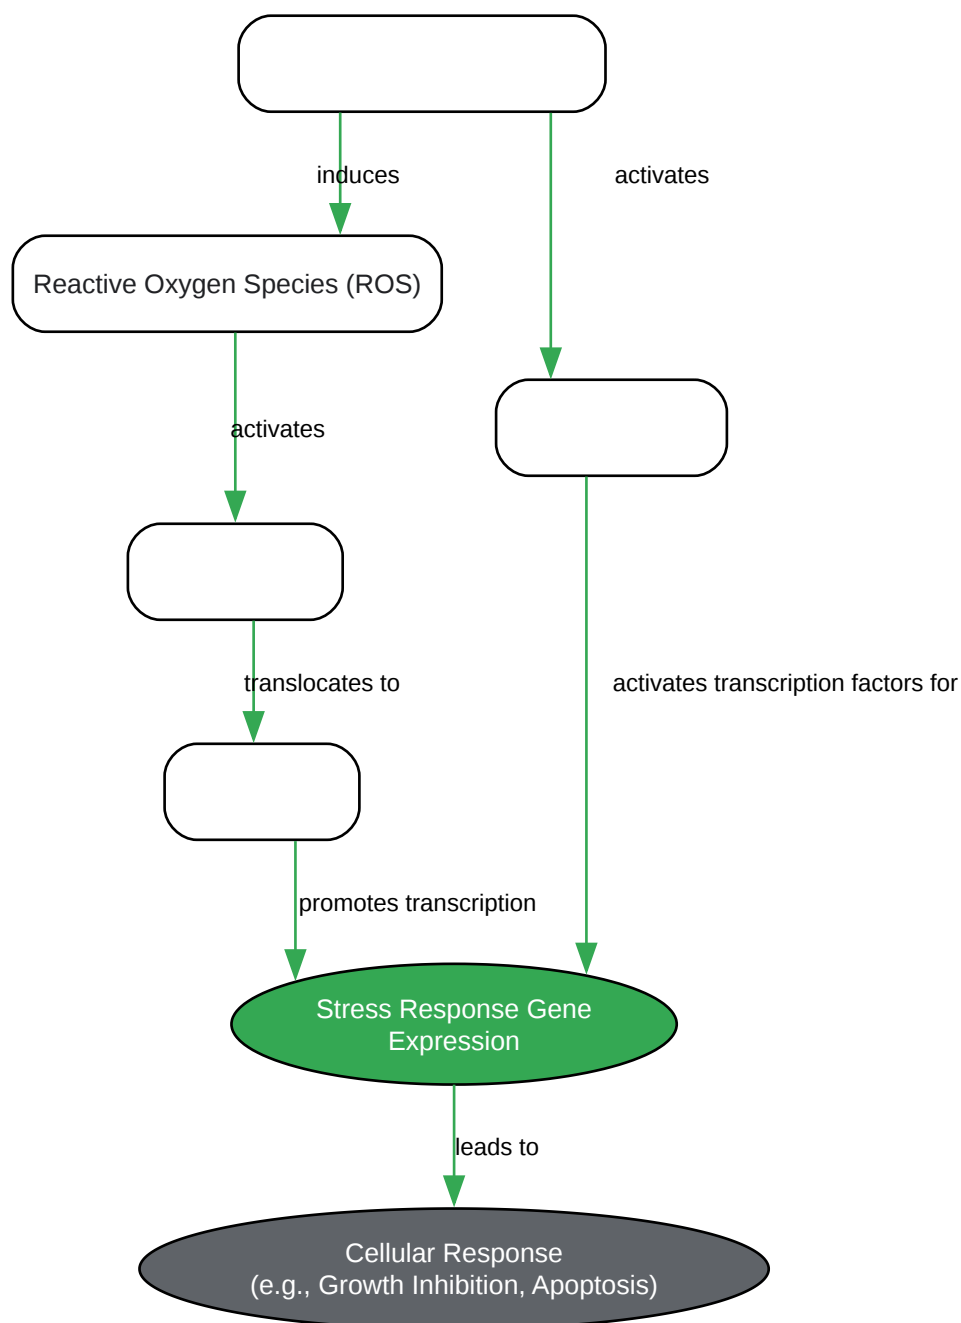 induces
activates
Reactive Oxygen Species (ROS)
activates
translocates to
activates transcription factors for
promotes transcription
Stress Response Gene
Expression
leads to
Cellular Response
(e.g., Growth Inhibition, Apoptosis)